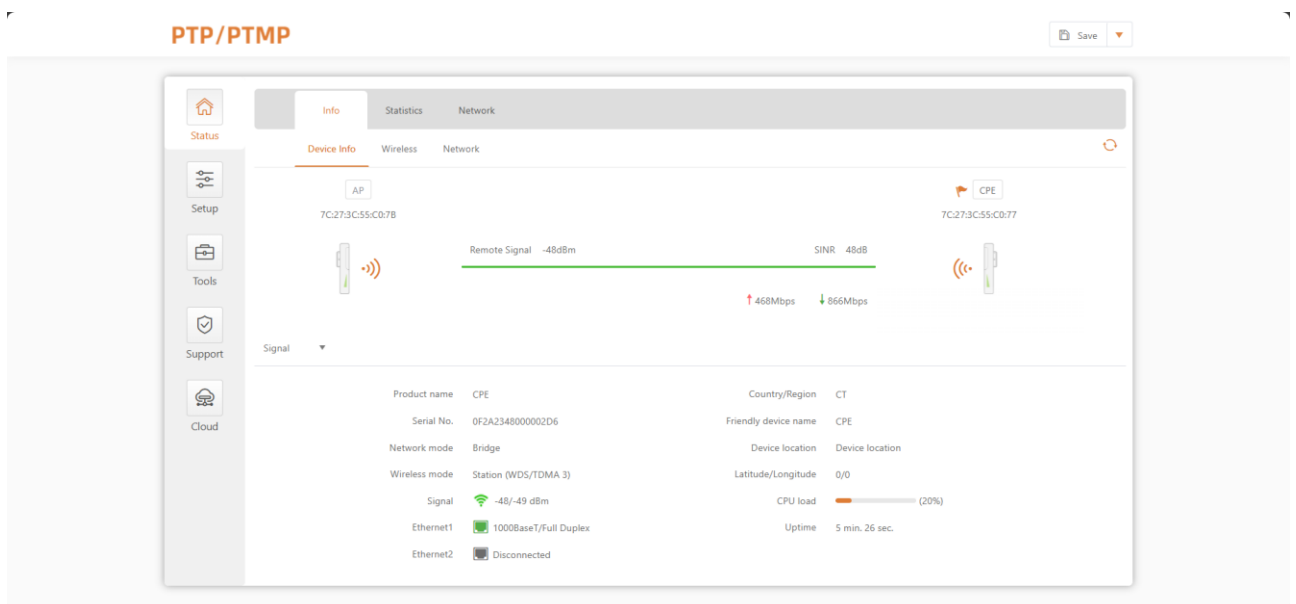 PTP/PTMP
Save
Status
Setup
Tools
Support
Cloud
Info Statistics Network
Device Info Wireless Network
AP CPE
7C:27:3C:55:C0:7B 7C:27:3C:55:C0:77
Remote Signal -48dBm SINR 48dB
468Mbps 866Mbps
Signal
Product name CPE Country/Region CT
Serial No. 0F2A2348000002D6 Friendly device name CPE
Network mode Bridge Device location Device location
Wireless mode Station (WDS/TDMA 3) Latitude/Longitude 0/0
Signal -48/-49 dBm CPU load (20%)
Ethernet1 1000BaseT/Full Duplex Uptime 5 min. 26 sec.
Ethernet2 Disconnected